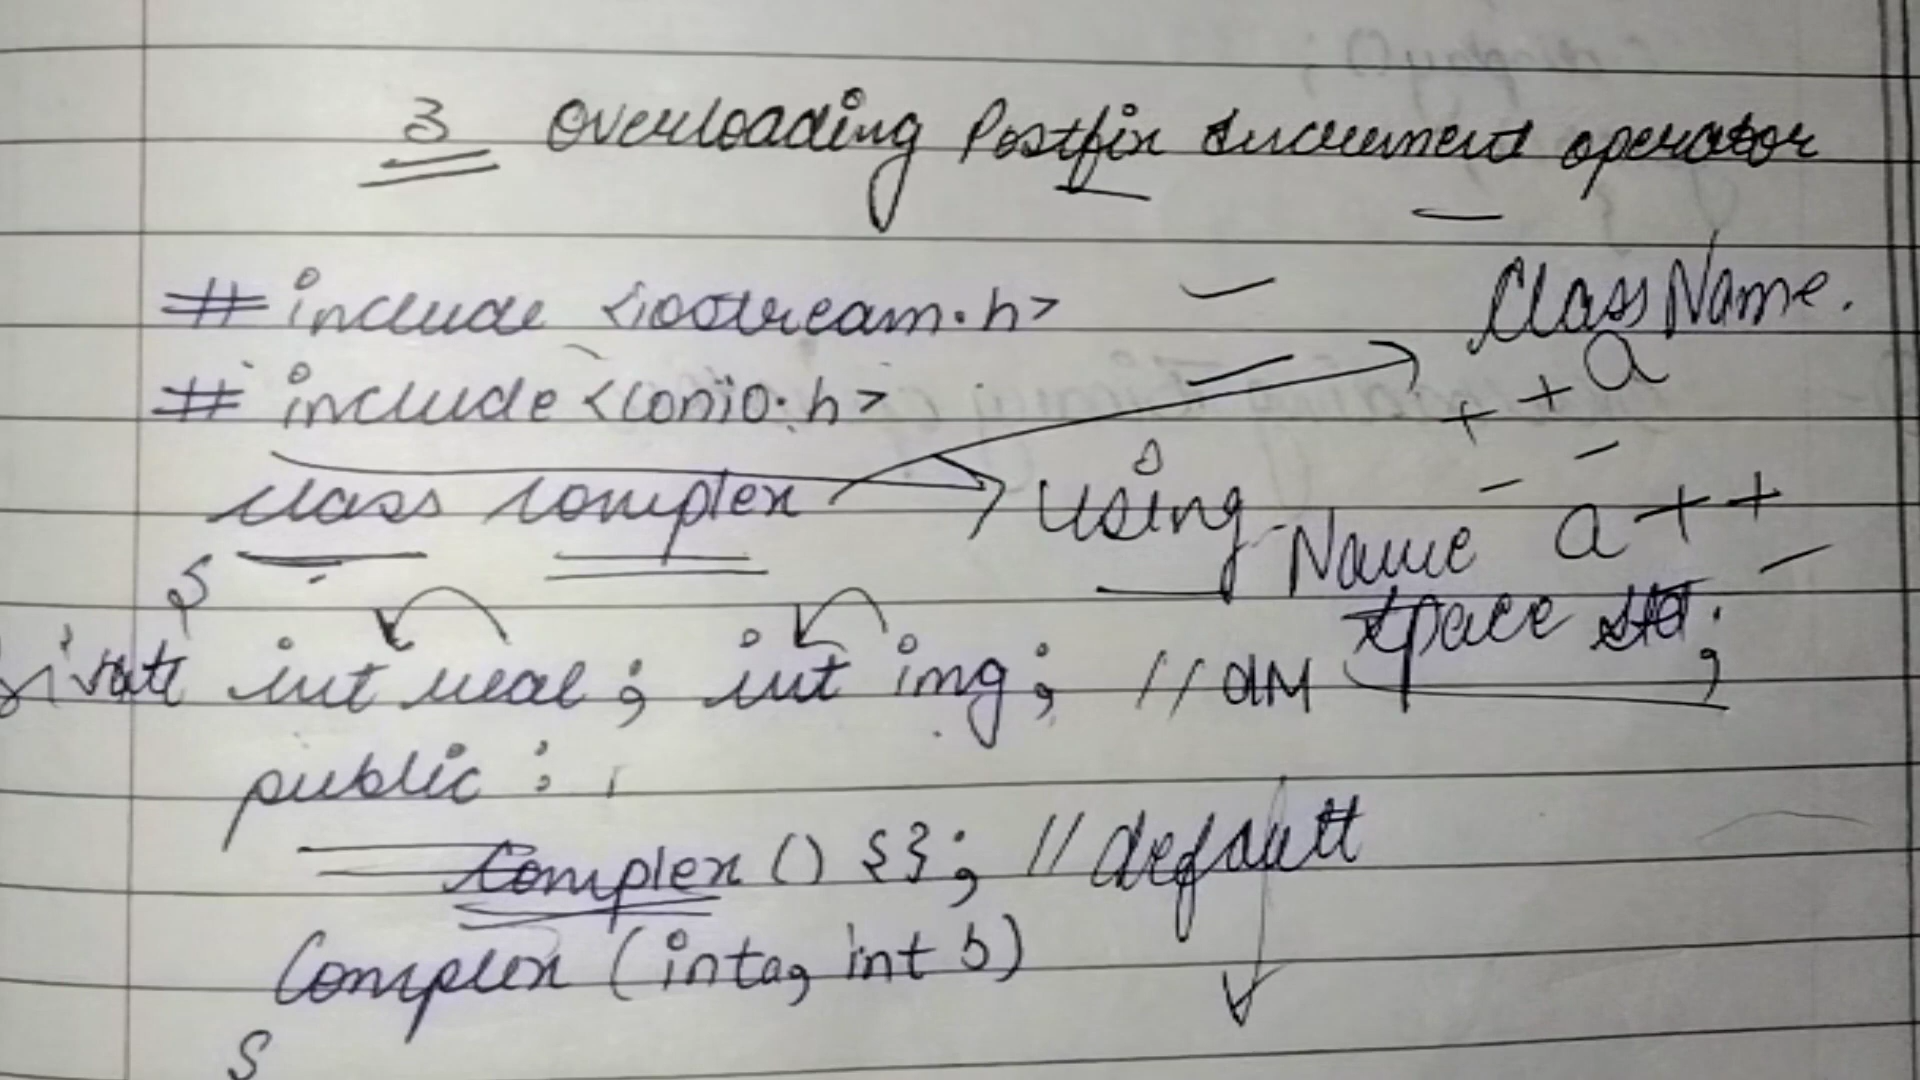 3 Overloading Postfix Increment operator
#include <iostream.h>
Class Name.
#include <conio.h>
++a
class complex
using Name space std;
a++
{
private int real; int img; // DM
public:
Complex () {}; // default
Complex (int a, int b)
{